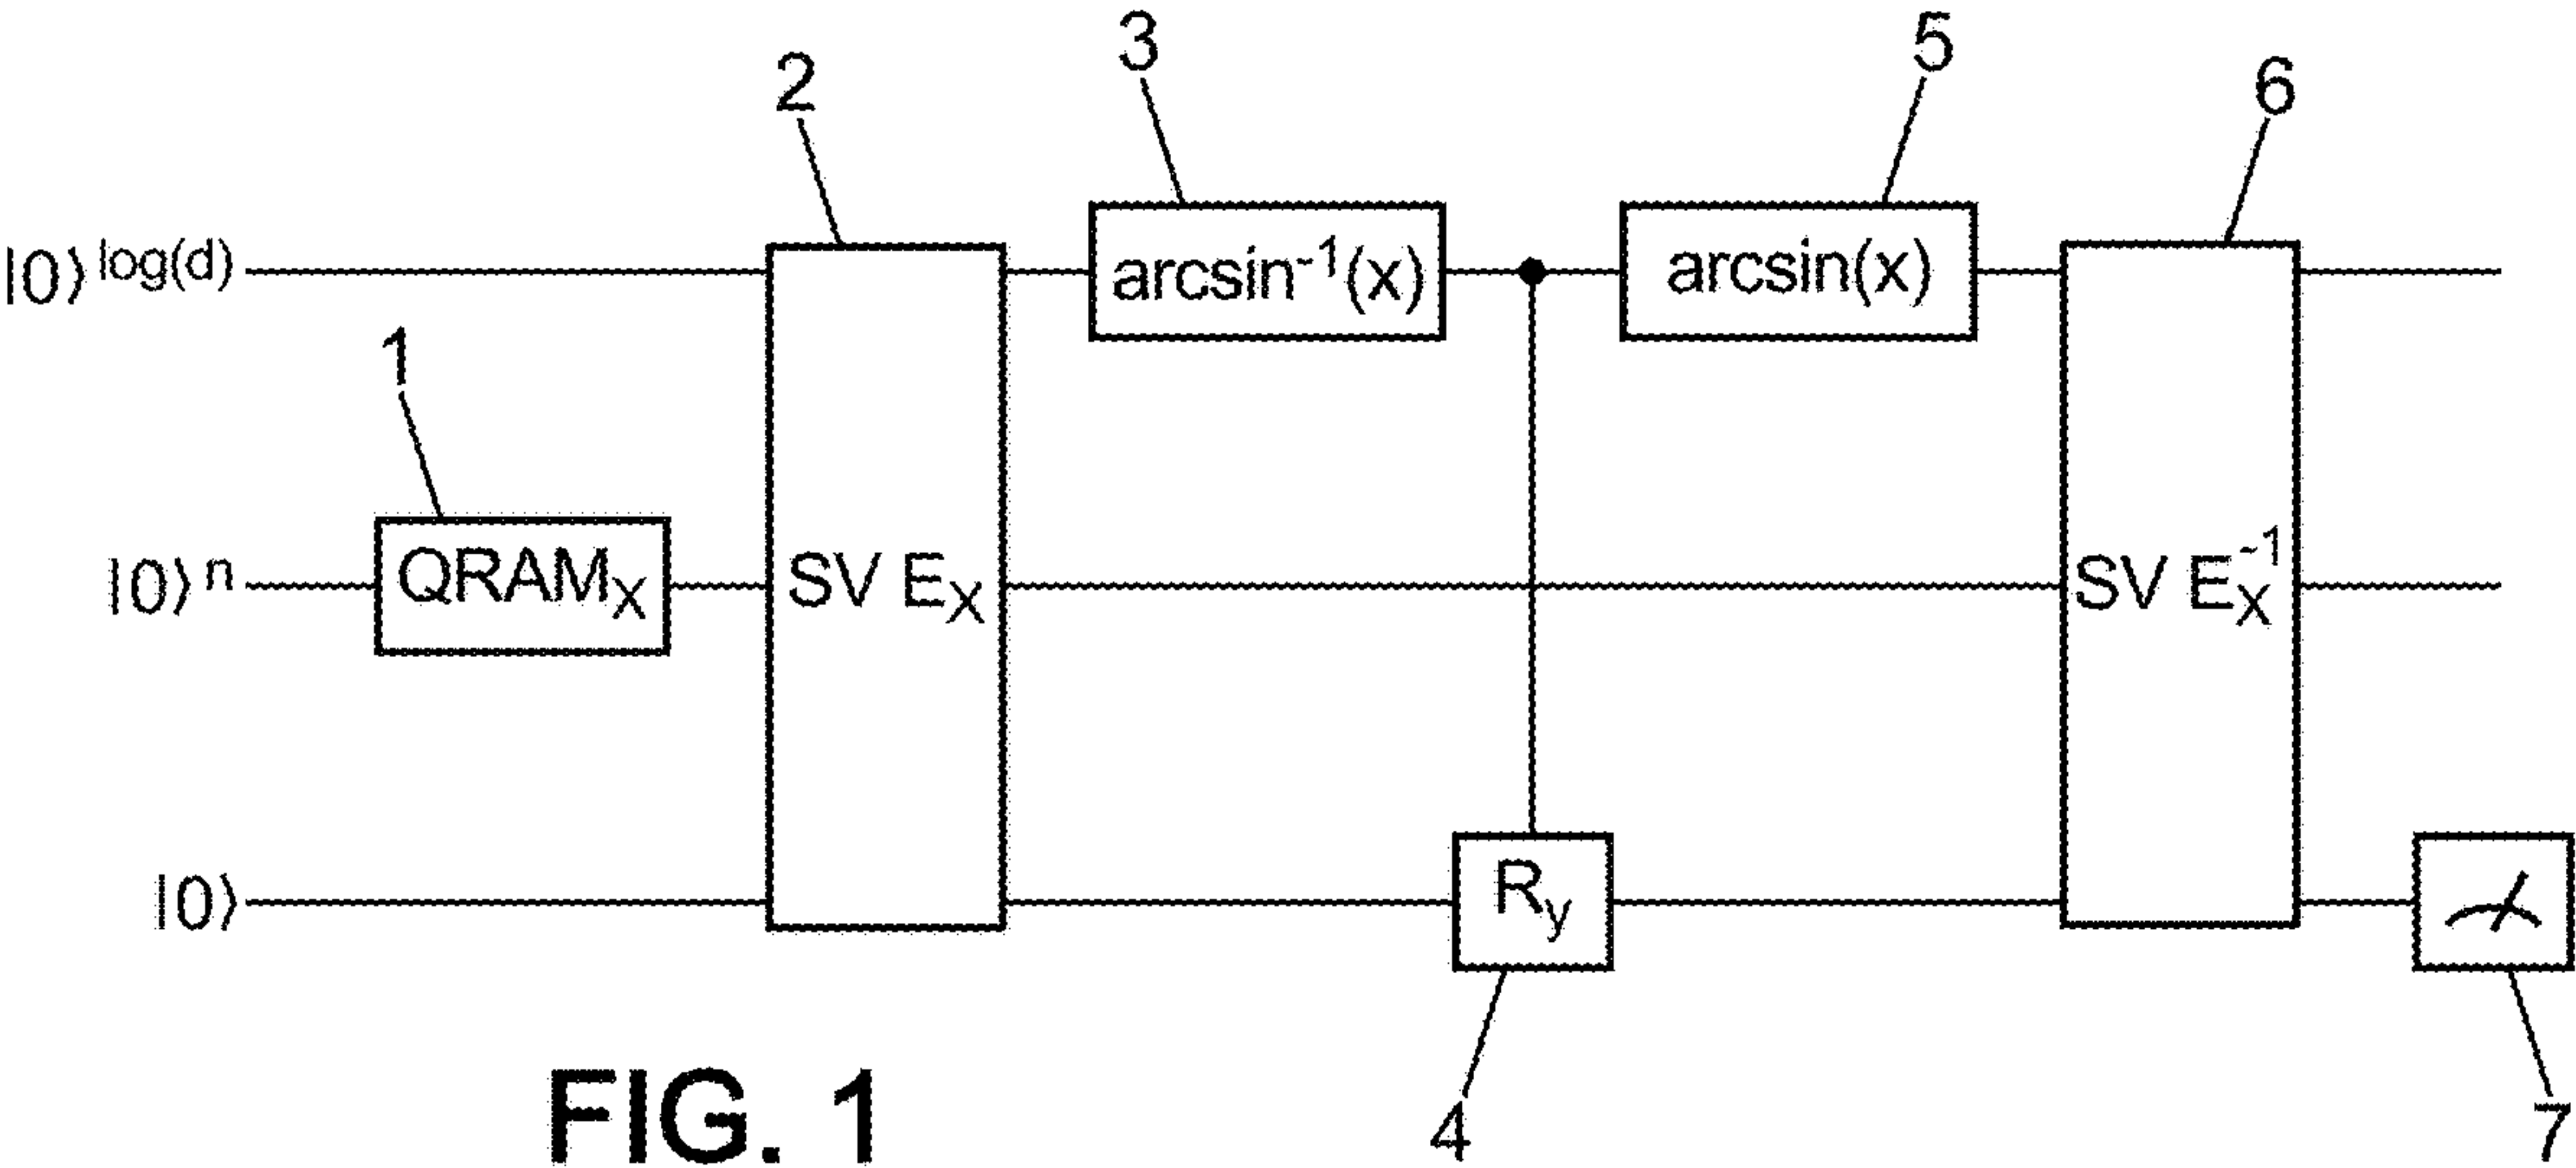 3
5
2
6
|0⟩ log(d)
arcsin⁻¹(x)
arcsin(x)
1
|0⟩ n
QRAMX
SV EX
SV EX⁻¹
|0⟩
Ry
4
7
FIG. 1